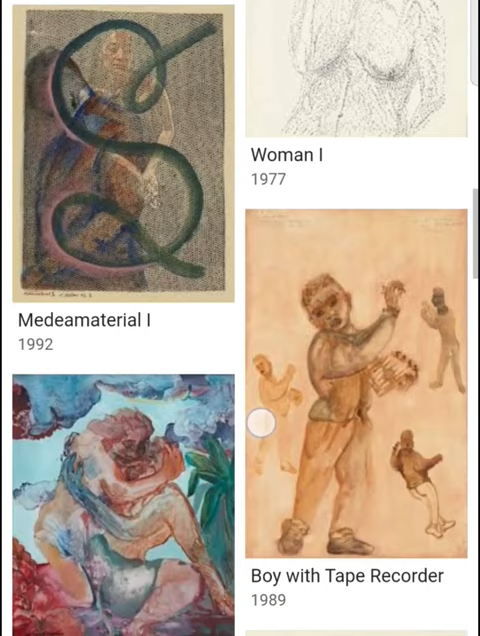 Medeamaterial I
1992
Woman I
1977
Boy with Tape Recorder
1989